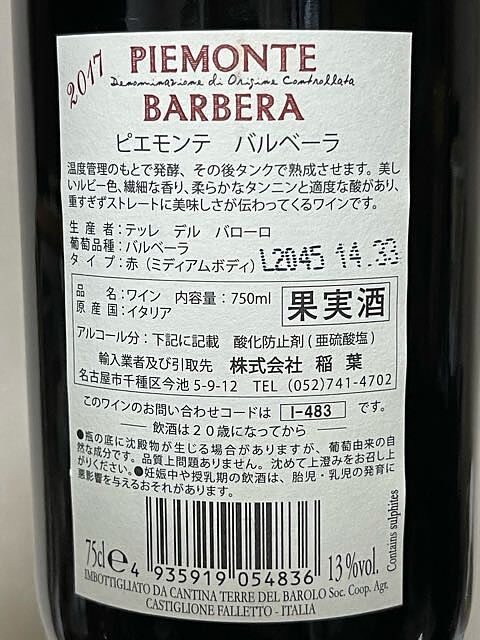 2017
PIEMONTE
Denominazione di Origine Controllata
BARBERA
ピエモンテ バルベーラ
温度管理のもとで発酵、その後タンクで熟成させます。美し
いルビー色、繊細な香り、柔らかなタンニンと適度な酸があり、
重すぎずストレートに美味しさが伝わってくるワインです。
生産者:テッレ デル バローロ
葡萄品種:バルベーラ
タイプ:赤(ミディアムボディ) L2045 14.33
品名:ワイン 内容量:750ml
原産国:イタリア
果実酒
アルコール分:下記に記載 酸化防止剤(亜硫酸塩)
輸入業者及び引取先 株式会社 稲葉
名古屋市千種区今池5-9-12 TEL (052)741-4702
このワインのお問い合わせコードは I-483 です。
飲酒は20歳になってから
●瓶の底に沈殿物が生じる場合がありますが、葡萄由来の自
然な成分です。品質上問題ありません。沈めて上澄みをお召し上
がりください。●妊娠中や授乳期の飲酒は、胎児・乳児の発育に
悪影響を与えるおそれがあります。
75cl e
4 935919 054836
13%vol.
Contains sulphites
IMBOTTIGLIATO DA CANTINA TERRE DEL BAROLO Soc. Coop. Agr.
CASTIGLIONE FALLETTO - ITALIA